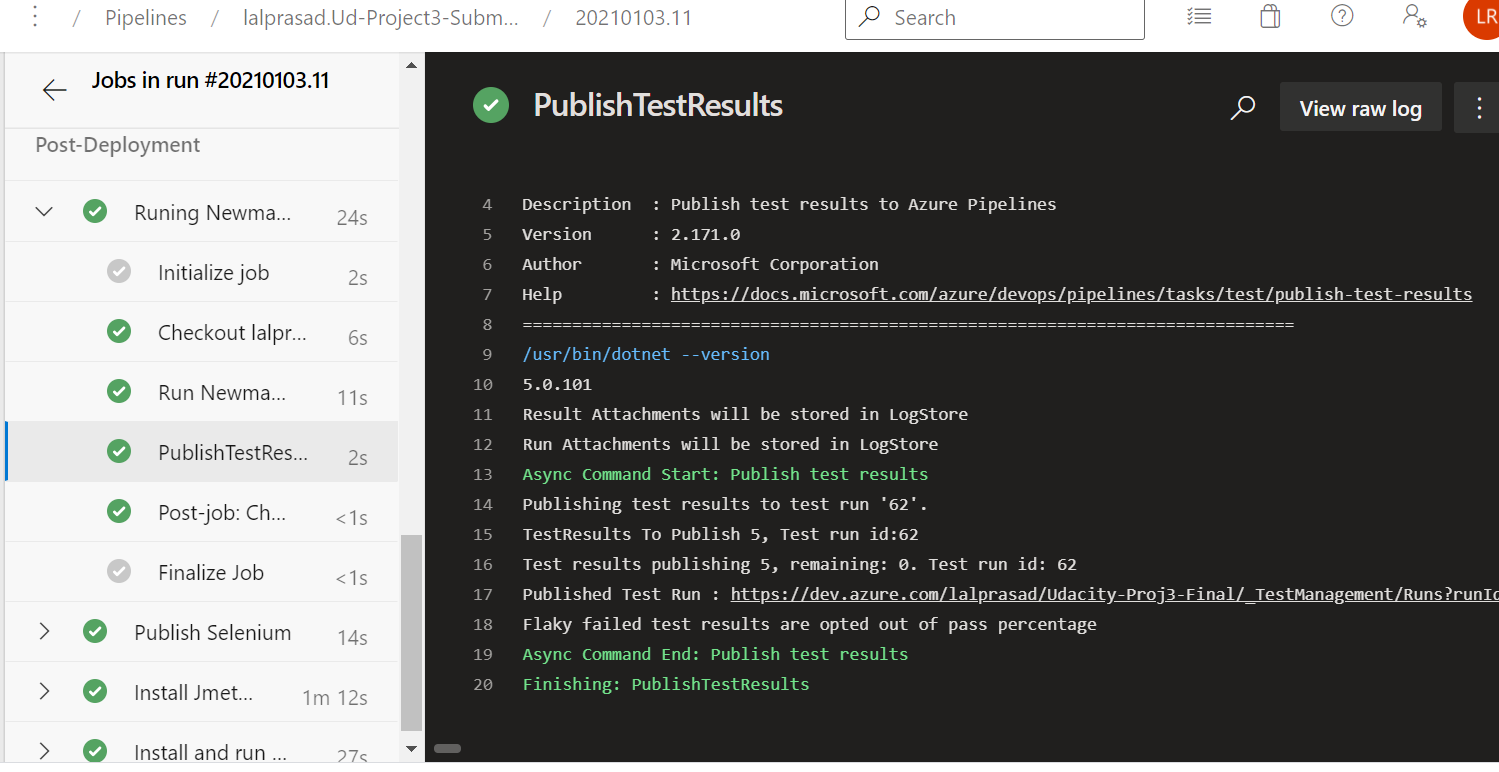 / Pipelines / lalprasad.Ud-Project3-Subm... / 20210103.11
Search
LR
Jobs in run #20210103.11
Post-Deployment
Runing Newma... 24s
Initialize job 2s
Checkout lalpr... 6s
Run Newma... 11s
PublishTestRes... 2s
Post-job: Ch... <1s
Finalize Job <1s
Publish Selenium 14s
Install Jmet... 1m 12s
Install and run ... 27s
PublishTestResults
View raw log
4 Description : Publish test results to Azure Pipelines
5 Version : 2.171.0
6 Author : Microsoft Corporation
7 Help : https://docs.microsoft.com/azure/devops/pipelines/tasks/test/publish-test-results
8 ==============================================================================
9 /usr/bin/dotnet --version
10 5.0.101
11 Result Attachments will be stored in LogStore
12 Run Attachments will be stored in LogStore
13 Async Command Start: Publish test results
14 Publishing test results to test run '62'.
15 TestResults To Publish 5, Test run id:62
16 Test results publishing 5, remaining: 0. Test run id: 62
17 Published Test Run : https://dev.azure.com/lalprasad/Udacity-Proj3-Final/_TestManagement/Runs?runId
18 Flaky failed test results are opted out of pass percentage
19 Async Command End: Publish test results
20 Finishing: PublishTestResults